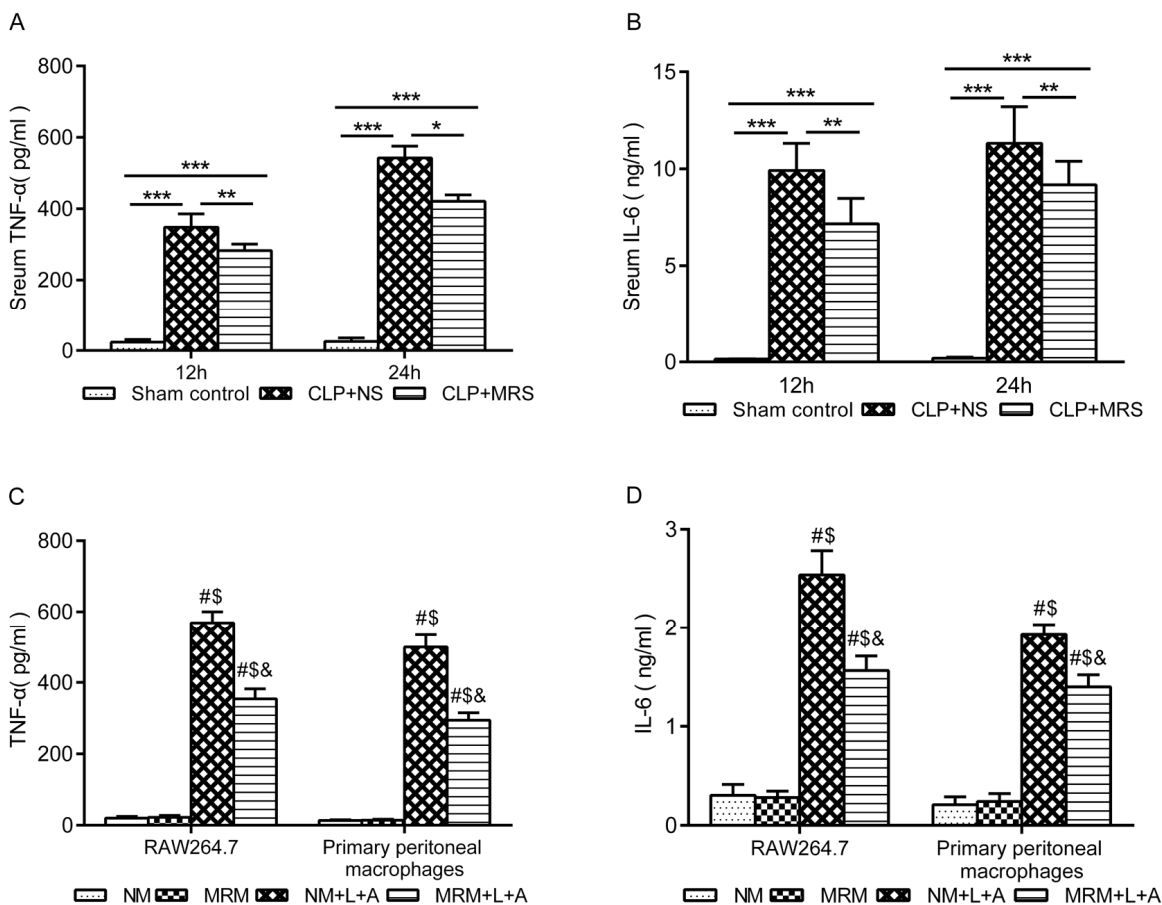 A
Sreum TNF-α( pg/ml )
800
600
400
200
0
***
***
**
***
***
*
12h
24h
Sham control
CLP+NS
CLP+MRS
B
Sreum IL-6 ( ng/ml )
15
10
5
0
***
***
**
***
***
**
12h
24h
Sham control
CLP+NS
CLP+MRS
C
TNF-α( pg/ml )
800
600
400
200
0
#$
#$&
#$
#$&
RAW264.7
Primary peritoneal
macrophages
NM
MRM
NM+L+A
MRM+L+A
D
IL-6 ( ng/ml )
3
2
1
0
#$
#$&
#$
#$&
RAW264.7
Primary peritoneal
macrophages
NM
MRM
NM+L+A
MRM+L+A